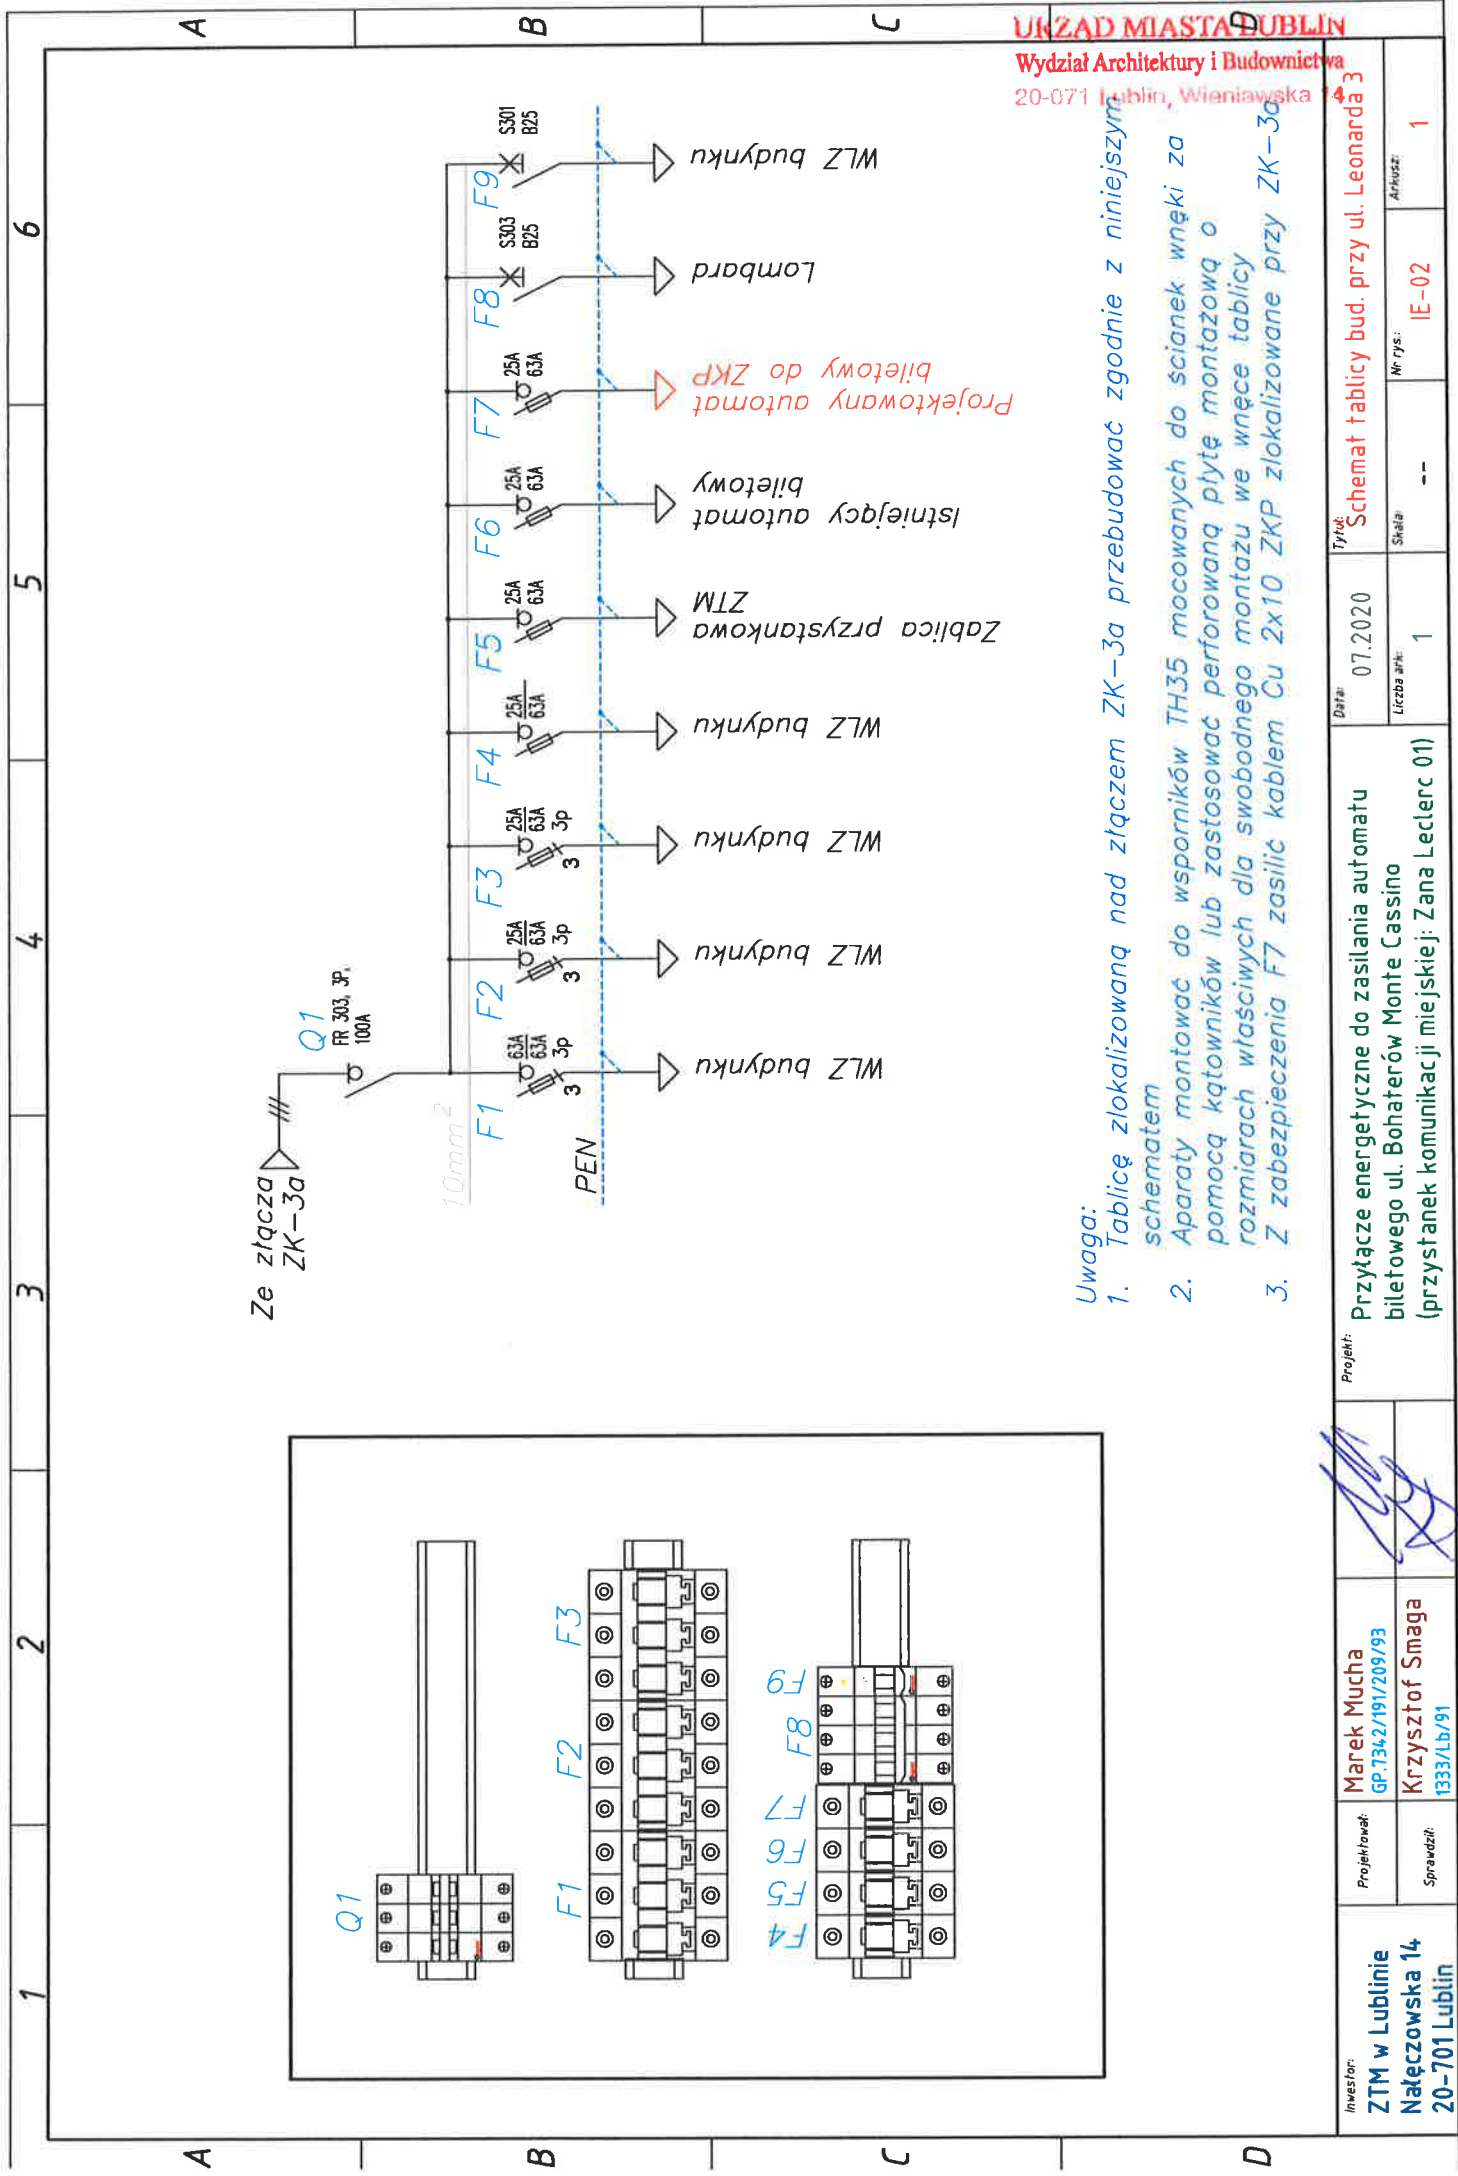 1 2 3 4 5 6
A
B
C
D
A
B
C
D
URZĄD MIASTA LUBLIN
Wydział Architektury i Budownictwa
20-071 Lublin, Wieniawska 14
Ze złącza
ZK-3a
Q1
FR 303, 3P,
100A
10mm²
PEN
F1
63A
63A
3p
3
WLZ budynku
F2
25A
63A
3p
3
WLZ budynku
F3
25A
63A
3p
3
WLZ budynku
F4
25A
63A
WLZ budynku
F5
25A
63A
Zablica przystankowa
ZTM
F6
25A
63A
Istniejący automat
biletowy
F7
25A
63A
Projektowany automat
biletowy do ZKP
F8
S303
B25
Lombard
F9
S301
B25
WLZ budynku
Q1
F1 F2 F3
F4 F5 F6 F7 F8 F9
Uwaga:
1. Tablicę zlokalizowaną nad złączem ZK-3a przebudować zgodnie z niniejszym
schematem
2. Aparaty montować do wsporników TH35 mocowanych do ścianek wnęki za
pomocą kątowników lub zastosować perforowaną płytę montażową o
rozmiarach właściwych dla swobodnego montażu we wnęce tablicy
3. Z zabezpieczenia F7 zasilić kablem Cu 2x10 ZKP zlokalizowane przy ZK-3a
Inwestor:
ZTM w Lublinie
Nałęczowska 14
20-701 Lublin
Projektował:
Marek Mucha
GP.7342/191/209/93
Sprawdził:
Krzysztof Smaga
1333/Lb/91
Projekt:
Przyłącze energetyczne do zasilania automatu
biletowego ul. Bohaterów Monte Cassino
(przystanek komunikacji miejskiej: Zana Leclerc 01)
Data:
07.2020
Tytuł:
Schemat tablicy bud. przy ul. Leonarda 3
Liczba ark:
1
Skala:
--
Nr rys.:
IE-02
Arkusz:
1